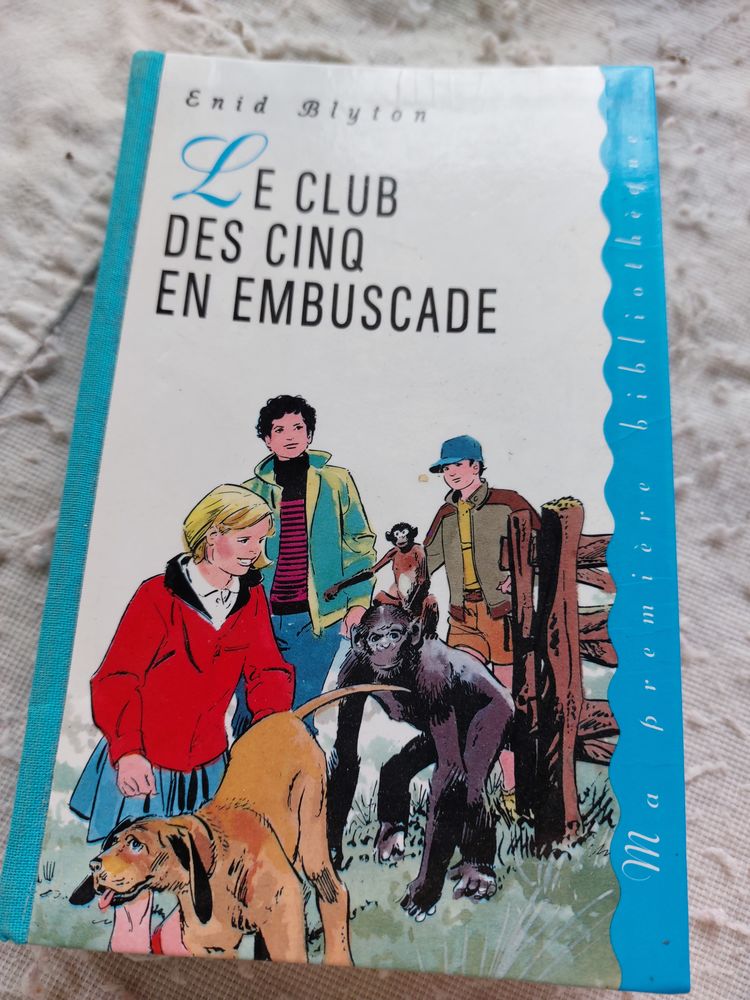 Enid Blyton
LE CLUB
DES CINQ
EN EMBUSCADE
Ma première bibliothèque